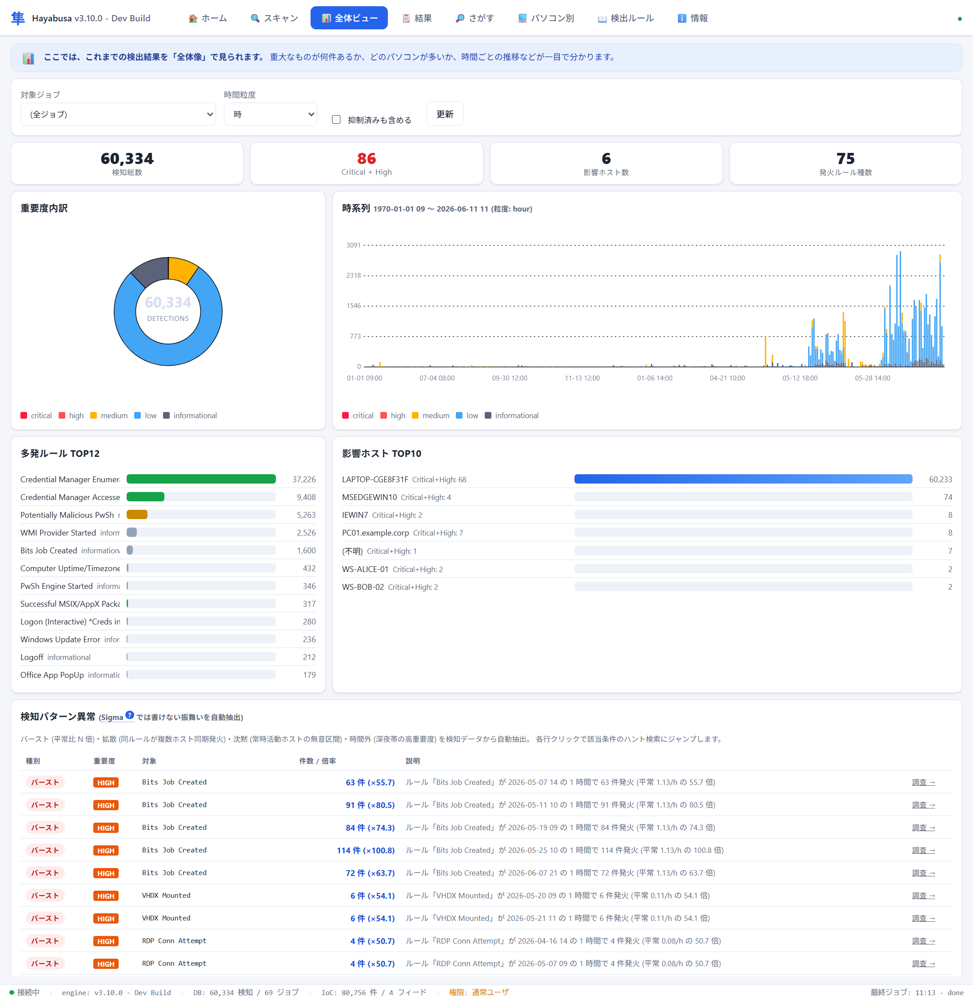 隼 Hayabusa v3.10.0 - Dev Build ホーム スキャン 全体ビュー 結果 さがす パソコン別 検出ルール 情報
ここでは、これまでの検出結果を「全体像」で見られます。 重大なものが何件あるか、どのパソコンが多いか、時間ごとの推移などが一目で分かります。
対象ジョブ 時間粒度
(全ジョブ) 時 抑制済みも含める 更新
60,334
検知総数
86
Critical + High
6
影響ホスト数
75
発火ルール種数
重要度内訳
60,334
DETECTIONS
critical high medium low informational
時系列 1970-01-01 09 ～ 2026-06-11 11 (粒度: hour)
3091
2318
1546
773
0
01-01 09:00 07-04 08:00 09-30 12:00 11-13 12:00 01-06 14:00 04-21 10:00 05-12 18:00 05-28 14:00
critical high medium low informational
多発ルール TOP12
Credential Manager Enumer 37,226
Credential Manager Accesse 9,408
Potentially Malicious PwSh 5,263
WMI Provider Started inform 2,526
Bits Job Created information 1,600
Computer Uptime/Timezone 432
PwSh Engine Started informa 346
Successful MSIX/AppX Packa 317
Logon (Interactive) *Creds in 280
Windows Update Error infor 236
Logoff informational 212
Office App PopUp informatic 179
影響ホスト TOP10
LAPTOP-CGE8F31F Critical+High: 68 60,233
MSEDGEWIN10 Critical+High: 4 74
IEWIN7 Critical+High: 2 8
PC01.example.corp Critical+High: 7 8
(不明) Critical+High: 1 7
WS-ALICE-01 Critical+High: 2 2
WS-BOB-02 Critical+High: 2 2
検知パターン異常 (Sigma ? では書けない振舞いを自動抽出)
バースト (平常比 N 倍)・拡散 (同ルールが複数ホスト同期発火)・沈黙 (常時活動ホストの無音区間)・時間外 (深夜帯の高重要度) を検知データから自動抽出。 各行クリックで該当条件のハント検索にジャンプします。
種別 重要度 対象 件数 / 倍率 説明
バースト HIGH Bits Job Created 63 件 (×55.7) ルール「Bits Job Created」が 2026-05-07 14 の 1 時間で 63 件発火 (平常 1.13/h の 55.7 倍) 調査 →
バースト HIGH Bits Job Created 91 件 (×80.5) ルール「Bits Job Created」が 2026-05-11 10 の 1 時間で 91 件発火 (平常 1.13/h の 80.5 倍) 調査 →
バースト HIGH Bits Job Created 84 件 (×74.3) ルール「Bits Job Created」が 2026-05-19 09 の 1 時間で 84 件発火 (平常 1.13/h の 74.3 倍) 調査 →
バースト HIGH Bits Job Created 114 件 (×100.8) ルール「Bits Job Created」が 2026-05-25 10 の 1 時間で 114 件発火 (平常 1.13/h の 100.8 倍) 調査 →
バースト HIGH Bits Job Created 72 件 (×63.7) ルール「Bits Job Created」が 2026-06-07 21 の 1 時間で 72 件発火 (平常 1.13/h の 63.7 倍) 調査 →
バースト HIGH VHDX Mounted 6 件 (×54.1) ルール「VHDX Mounted」が 2026-05-20 09 の 1 時間で 6 件発火 (平常 0.11/h の 54.1 倍) 調査 →
バースト HIGH VHDX Mounted 6 件 (×54.1) ルール「VHDX Mounted」が 2026-05-21 11 の 1 時間で 6 件発火 (平常 0.11/h の 54.1 倍) 調査 →
バースト HIGH RDP Conn Attempt 4 件 (×50.7) ルール「RDP Conn Attempt」が 2026-04-16 14 の 1 時間で 4 件発火 (平常 0.08/h の 50.7 倍) 調査 →
バースト HIGH RDP Conn Attempt 4 件 (×50.7) ルール「RDP Conn Attempt」が 2026-05-07 09 の 1 時間で 4 件発火 (平常 0.08/h の 50.7 倍) 調査 →
接続中 · engine: v3.10.0 - Dev Build · DB: 60,334 検知 / 69 ジョブ · IoC: 80,756 件 / 4 フィード · 権限: 通常ユーザ 最終ジョブ: 11:13 · done